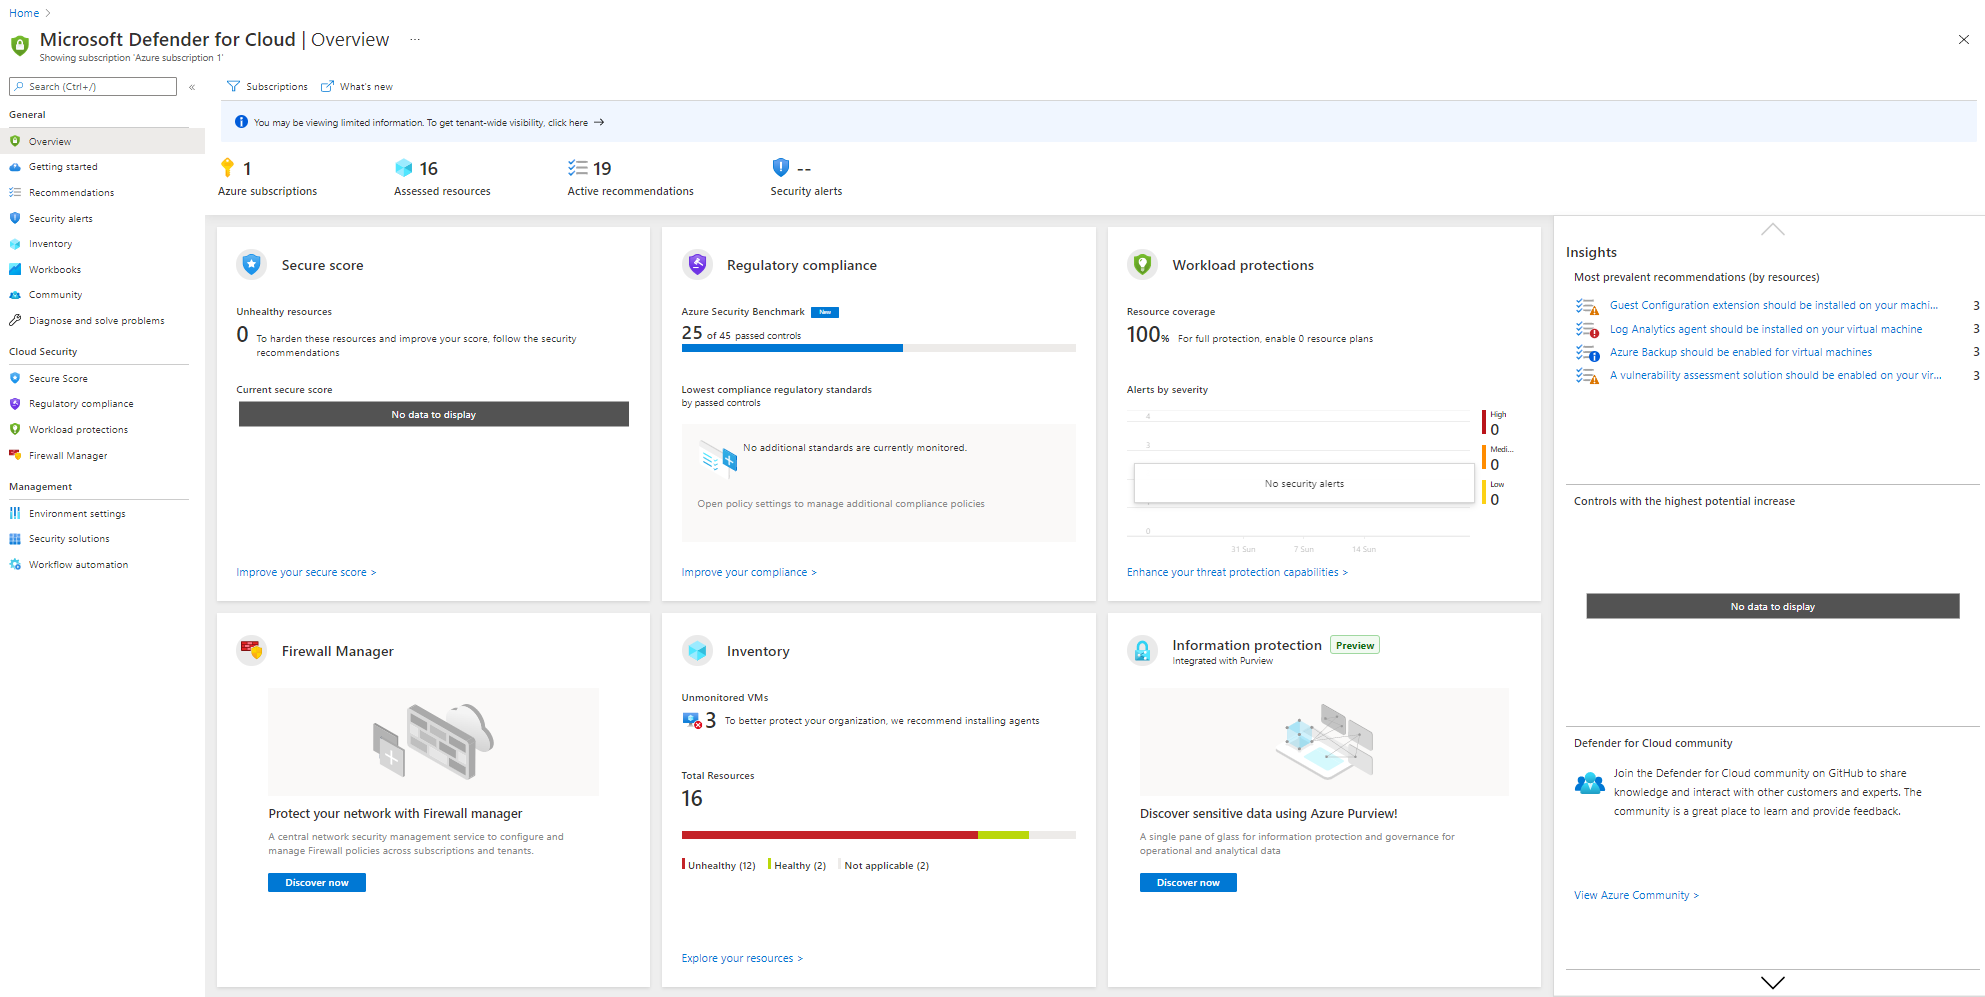 Home >
Microsoft Defender for Cloud | Overview ...
Showing subscription 'Azure subscription 1'
Search (Ctrl+/)
«
General
Overview
Getting started
Recommendations
Security alerts
Inventory
Workbooks
Community
Diagnose and solve problems
Cloud Security
Secure Score
Regulatory compliance
Workload protections
Firewall Manager
Management
Environment settings
Security solutions
Workflow automation
Subscriptions What's new
You may be viewing limited information. To get tenant-wide visibility, click here →
1
Azure subscriptions
16
Assessed resources
19
Active recommendations
--
Security alerts
Secure score
Unhealthy resources
0 To harden these resources and improve your score, follow the security
recommendations
Current secure score
No data to display
Improve your secure score >
Regulatory compliance
Azure Security Benchmark New
25 of 45 passed controls
Lowest compliance regulatory standards
by passed controls
No additional standards are currently monitored.
Open policy settings to manage additional compliance policies
Improve your compliance >
Workload protections
Resource coverage
100% For full protection, enable 0 resource plans
Alerts by severity
4
3
0
No security alerts
31 Sun 7 Sun 14 Sun
High
0
Medi...
0
Low
0
Enhance your threat protection capabilities >
Firewall Manager
Protect your network with Firewall manager
A central network security management service to configure and
manage Firewall policies across subscriptions and tenants.
Discover now
Inventory
Unmonitored VMs
3 To better protect your organization, we recommend installing agents
Total Resources
16
Unhealthy (12) Healthy (2) Not applicable (2)
Explore your resources >
Information protection Preview
Integrated with Purview
Discover sensitive data using Azure Purview!
A single pane of glass for information protection and governance for
operational and analytical data
Discover now
Insights
Most prevalent recommendations (by resources)
Guest Configuration extension should be installed on your machi... 3
Log Analytics agent should be installed on your virtual machine 3
Azure Backup should be enabled for virtual machines 3
A vulnerability assessment solution should be enabled on your vir... 3
Controls with the highest potential increase
No data to display
Defender for Cloud community
Join the Defender for Cloud community on GitHub to share
knowledge and interact with other customers and experts. The
community is a great place to learn and provide feedback.
View Azure Community >